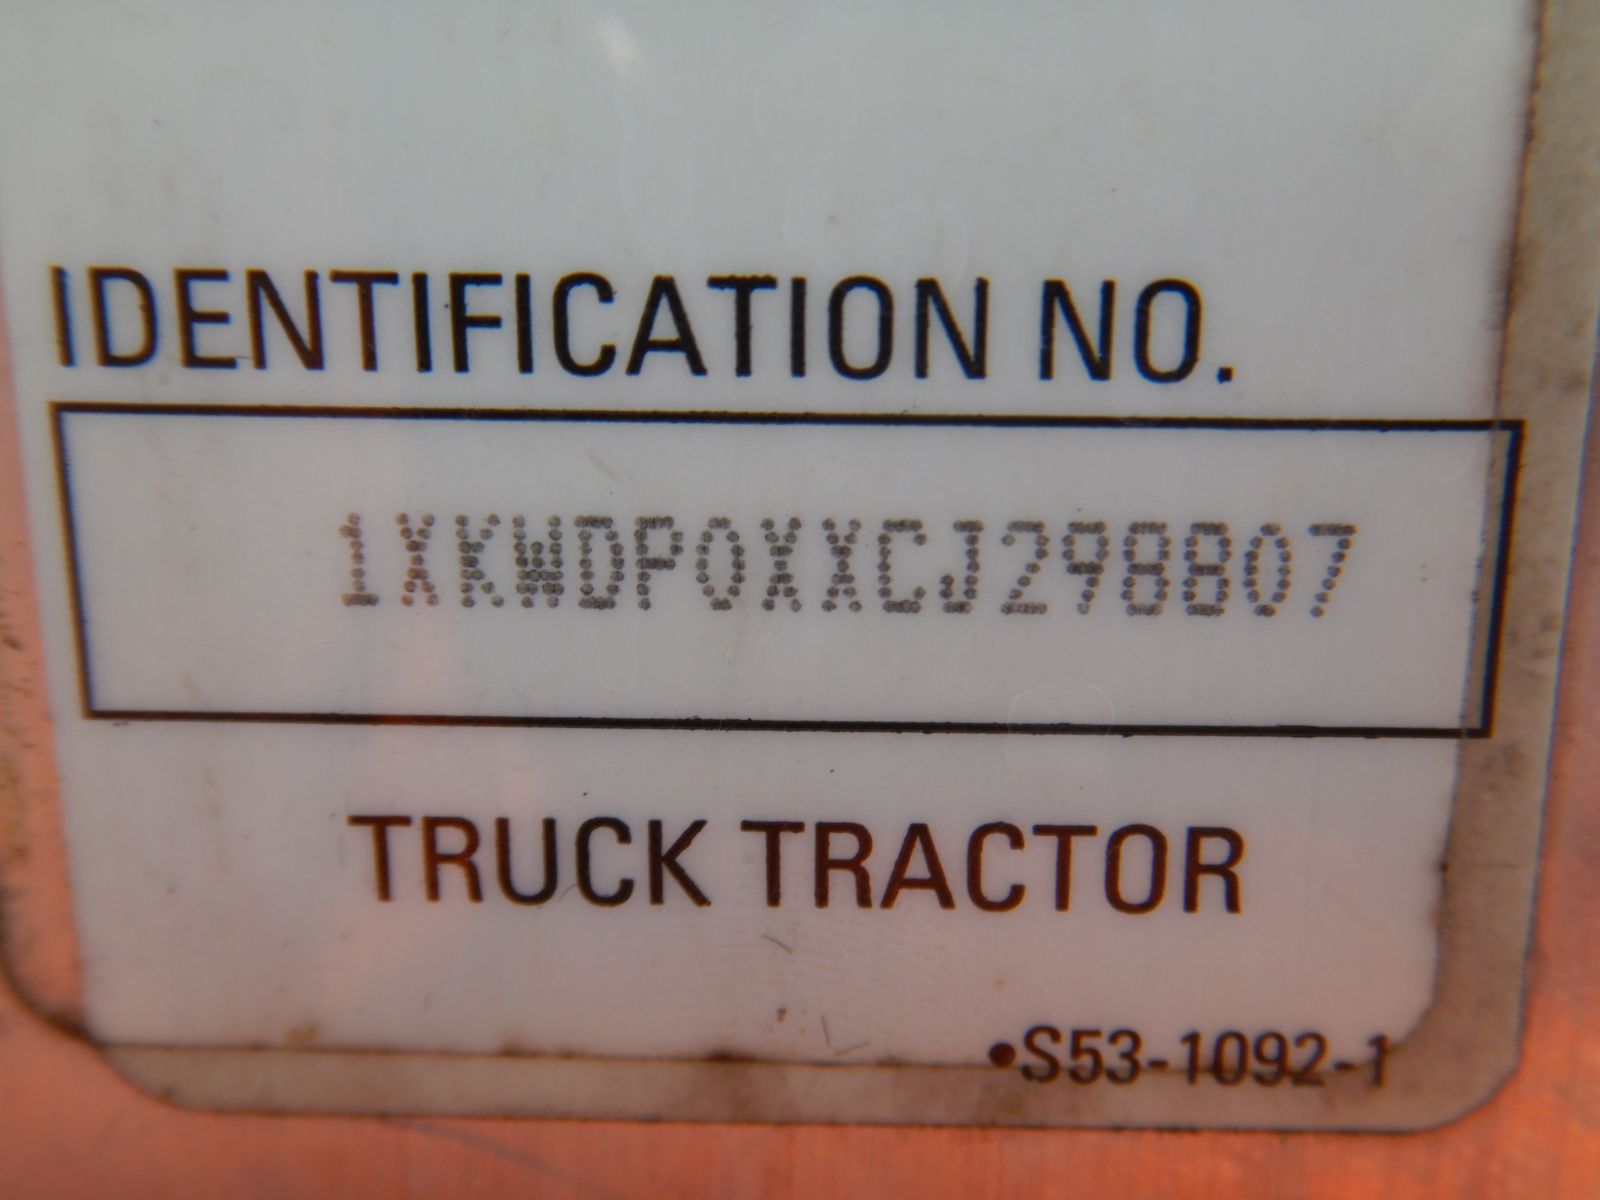 IDENTIFICATION NO.
1XKWDP0XXCJ298807
TRUCK TRACTOR
•S53-1092-1